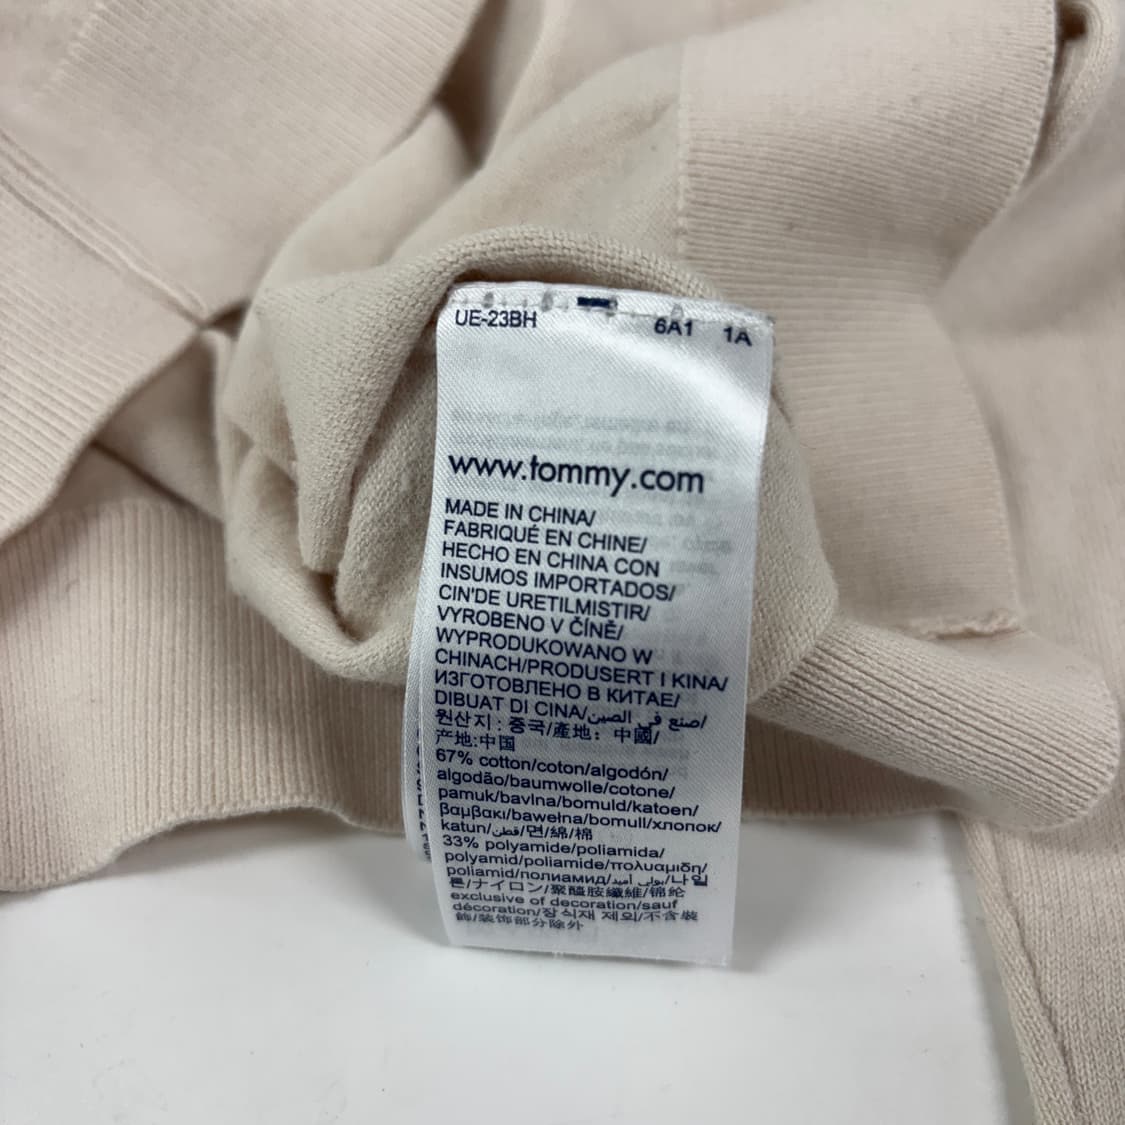 UE-23BH 6A1 1A
www.tommy.com
MADE IN CHINA/
FABRIQUÉ EN CHINE/
HECHO EN CHINA CON
INSUMOS IMPORTADOS/
CIN'DE URETILMISTIR/
VYROBENO V ČÍNĚ/
WYPRODUKOWANO W
CHINACH/PRODUSERT I KINA/
ИЗГОТОВЛЕНО В КИТАЕ/
DIBUAT DI CINA/صنع في الصين/
원산지 : 중국/產地：中國/
产地:中国
67% cotton/coton/algodón/
algodão/baumwolle/cotone/
pamuk/bavlna/bomuld/katoen/
βαμβακι/bawełna/bomull/хлопок/
katun/قطن/면/綿/棉
33% polyamide/poliamida/
polyamid/poliamide/πολυαμιδη/
poliamid/полиамид/بولي أميد/나일
론/ナイロン/聚醯胺纖維/锦纶
exclusive of decoration/sauf
décoration/장식재 제외/不含裝
飾/装饰部分除外